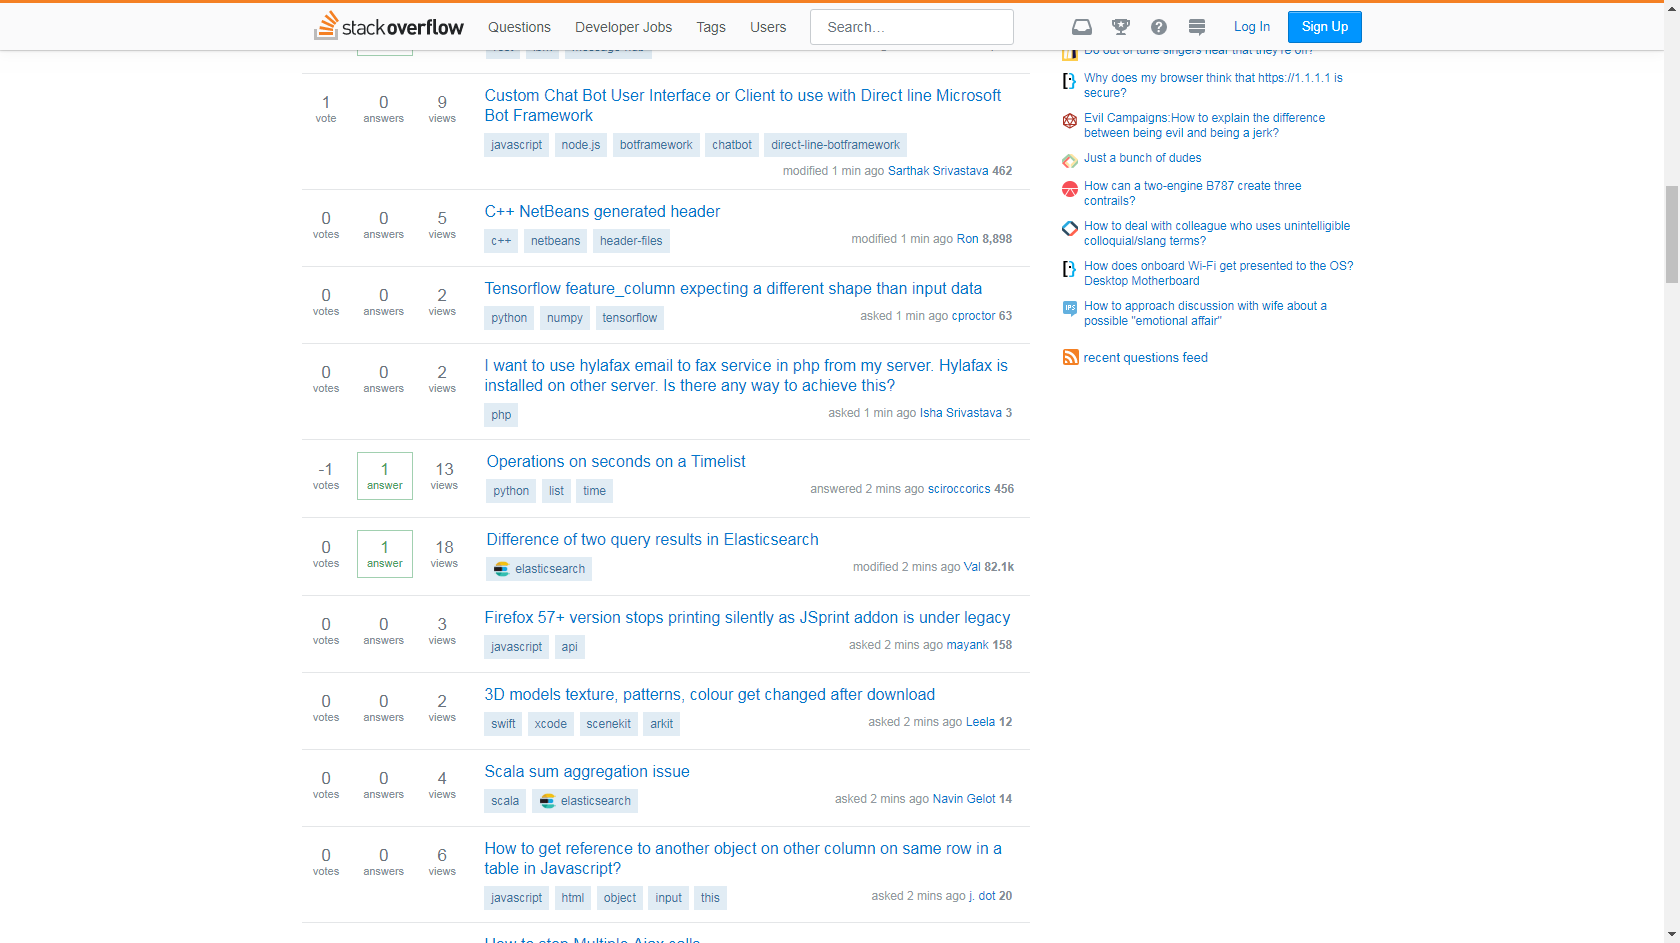 stackoverflow Questions Developer Jobs Tags Users Search... Log In Sign Up
1 vote 0 answers 9 views
Custom Chat Bot User Interface or Client to use with Direct line Microsoft
Bot Framework
javascript node.js botframework chatbot direct-line-botframework
modified 1 min ago Sarthak Srivastava 462
0 votes 0 answers 5 views
C++ NetBeans generated header
c++ netbeans header-files
modified 1 min ago Ron 8,898
0 votes 0 answers 2 views
Tensorflow feature_column expecting a different shape than input data
python numpy tensorflow
asked 1 min ago cproctor 63
0 votes 0 answers 2 views
I want to use hylafax email to fax service in php from my server. Hylafax is
installed on other server. Is there any way to achieve this?
php
asked 1 min ago Isha Srivastava 3
-1 votes 1 answer 13 views
Operations on seconds on a Timelist
python list time
answered 2 mins ago sciroccorics 456
0 votes 1 answer 18 views
Difference of two query results in Elasticsearch
elasticsearch
modified 2 mins ago Val 82.1k
0 votes 0 answers 3 views
Firefox 57+ version stops printing silently as JSprint addon is under legacy
javascript api
asked 2 mins ago mayank 158
0 votes 0 answers 2 views
3D models texture, patterns, colour get changed after download
swift xcode scenekit arkit
asked 2 mins ago Leela 12
0 votes 0 answers 4 views
Scala sum aggregation issue
scala elasticsearch
asked 2 mins ago Navin Gelot 14
0 votes 0 answers 6 views
How to get reference to another object on other column on same row in a
table in Javascript?
javascript html object input this
asked 2 mins ago j. dot 20
How to stop Multiple Ajax calls
Do out of tune singers hear that they're off?
Why does my browser think that https://1.1.1.1 is
secure?
Evil Campaigns:How to explain the difference
between being evil and being a jerk?
Just a bunch of dudes
How can a two-engine B787 create three
contrails?
How to deal with colleague who uses unintelligible
colloquial/slang terms?
How does onboard Wi-Fi get presented to the OS?
Desktop Motherboard
IPS
How to approach discussion with wife about a
possible "emotional affair"
recent questions feed